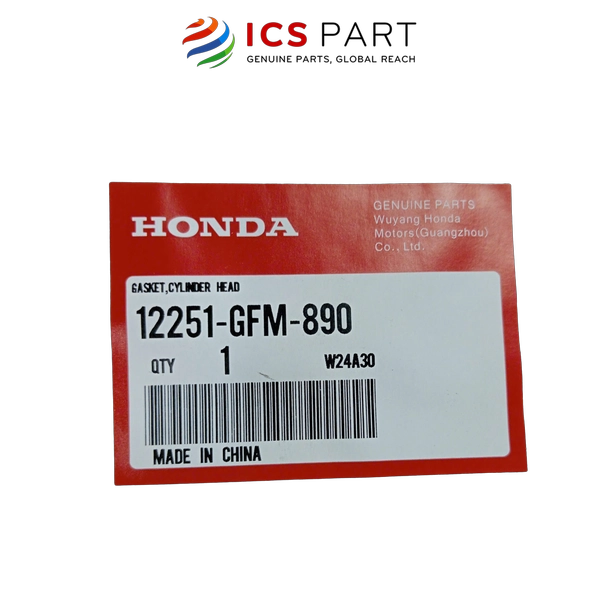 ICS PART
GENUINE PARTS, GLOBAL REACH
HONDA
GENUINE PARTS
Wuyang Honda
Motors(Guangzhou)
Co., Ltd.
GASKET,CYLINDER HEAD
12251-GFM-890
QTY 1 W24A30
MADE IN CHINA